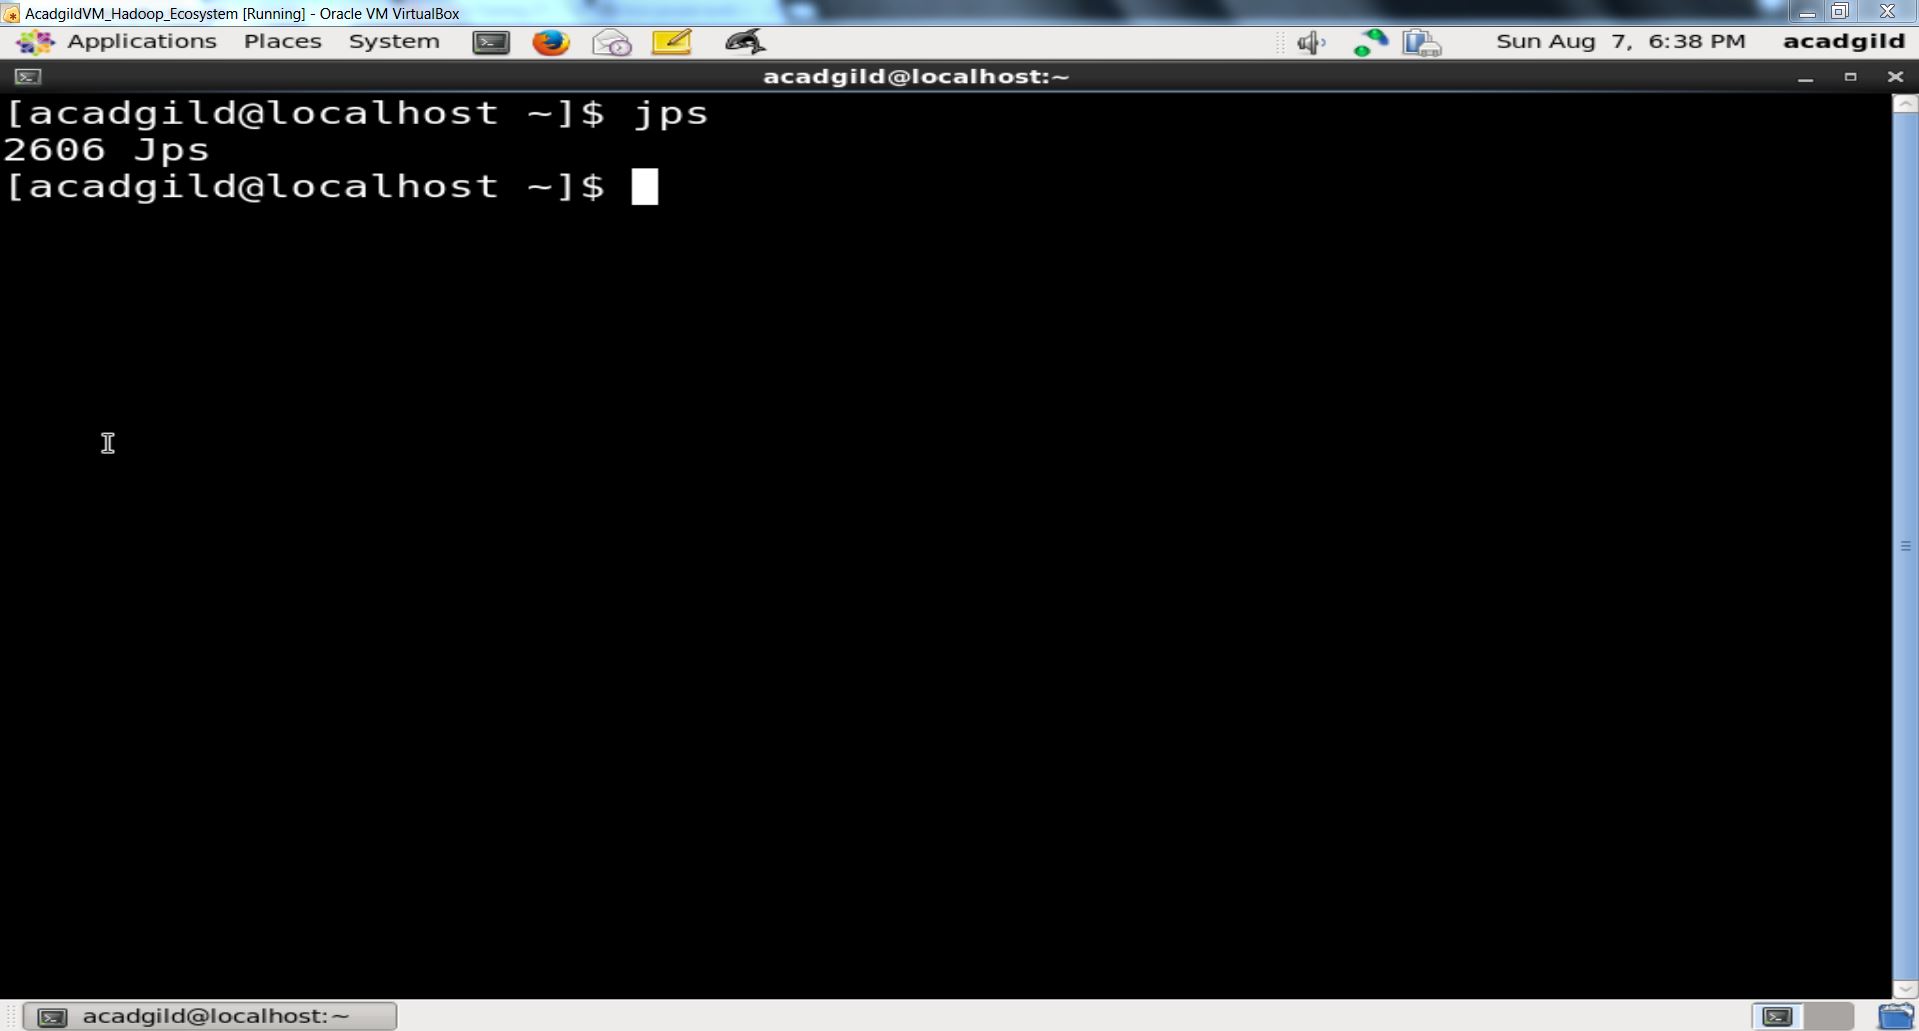 AcadgildVM_Hadoop_Ecosystem [Running] - Oracle VM VirtualBox
Applications Places System Sun Aug 7, 6:38 PM acadgild
acadgild@localhost:~
[acadgild@localhost ~]$ jps
2606 Jps
[acadgild@localhost ~]$
acadgild@localhost:~